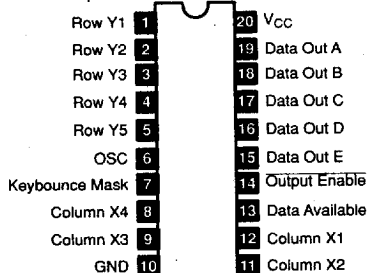 Row Y1 1 20 VCC
Row Y2 2 19 Data Out A
Row Y3 3 18 Data Out B
Row Y4 4 17 Data Out C
Row Y5 5 16 Data Out D
OSC 6 15 Data Out E
Keybounce Mask 7 14 Output Enable
Column X4 8 13 Data Available
Column X3 9 12 Column X1
GND 10 11 Column X2